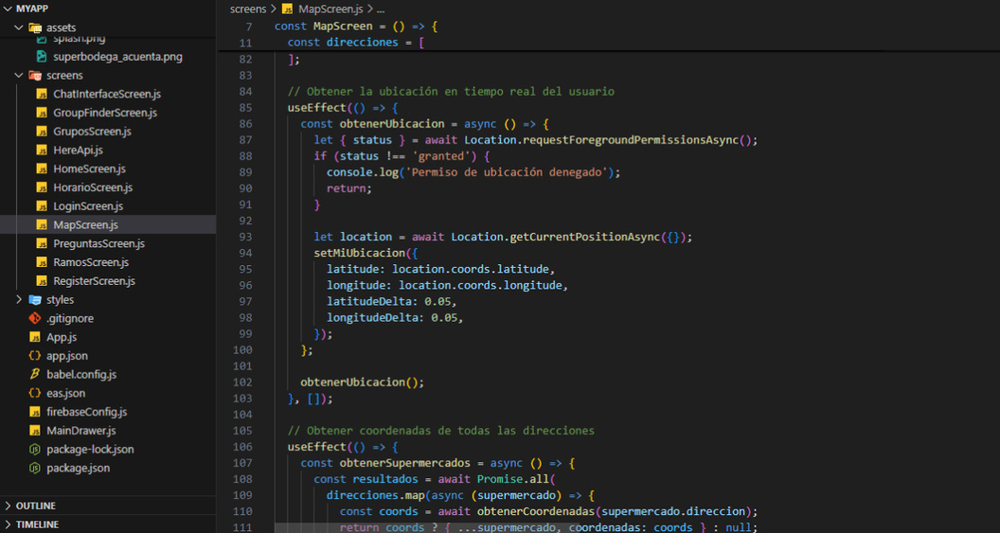 MYAPP
assets
splash.png
superbodega_acuenta.png
screens
ChatInterfaceScreen.js
GroupFinderScreen.js
GruposScreen.js
HereApi.js
HomeScreen.js
HorarioScreen.js
LoginScreen.js
MapScreen.js
PreguntasScreen.js
RamosScreen.js
RegisterScreen.js
styles
.gitignore
App.js
app.json
babel.config.js
eas.json
firebaseConfig.js
MainDrawer.js
package-lock.json
package.json
OUTLINE
TIMELINE
screens > JS MapScreen.js > ...
7 const MapScreen = () => {
11 const direcciones = [
82 ];
83
84 // Obtener la ubicación en tiempo real del usuario
85 useEffect(() => {
86 const obtenerUbicacion = async () => {
87 let { status } = await Location.requestForegroundPermissionsAsync();
88 if (status !== 'granted') {
89 console.log('Permiso de ubicación denegado');
90 return;
91 }
92
93 let location = await Location.getCurrentPositionAsync({});
94 setMiUbicacion({
95 latitude: location.coords.latitude,
96 longitude: location.coords.longitude,
97 latitudeDelta: 0.05,
98 longitudeDelta: 0.05,
99 });
100 };
101
102 obtenerUbicacion();
103 }, []);
104
105 // Obtener coordenadas de todas las direcciones
106 useEffect(() => {
107 const obtenerSupermercados = async () => {
108 const resultados = await Promise.all(
109 direcciones.map(async (supermercado) => {
110 const coords = await obtenerCoordenadas(supermercado.direccion);
111 return coords ? { ...supermercado, coordenadas: coords } : null;